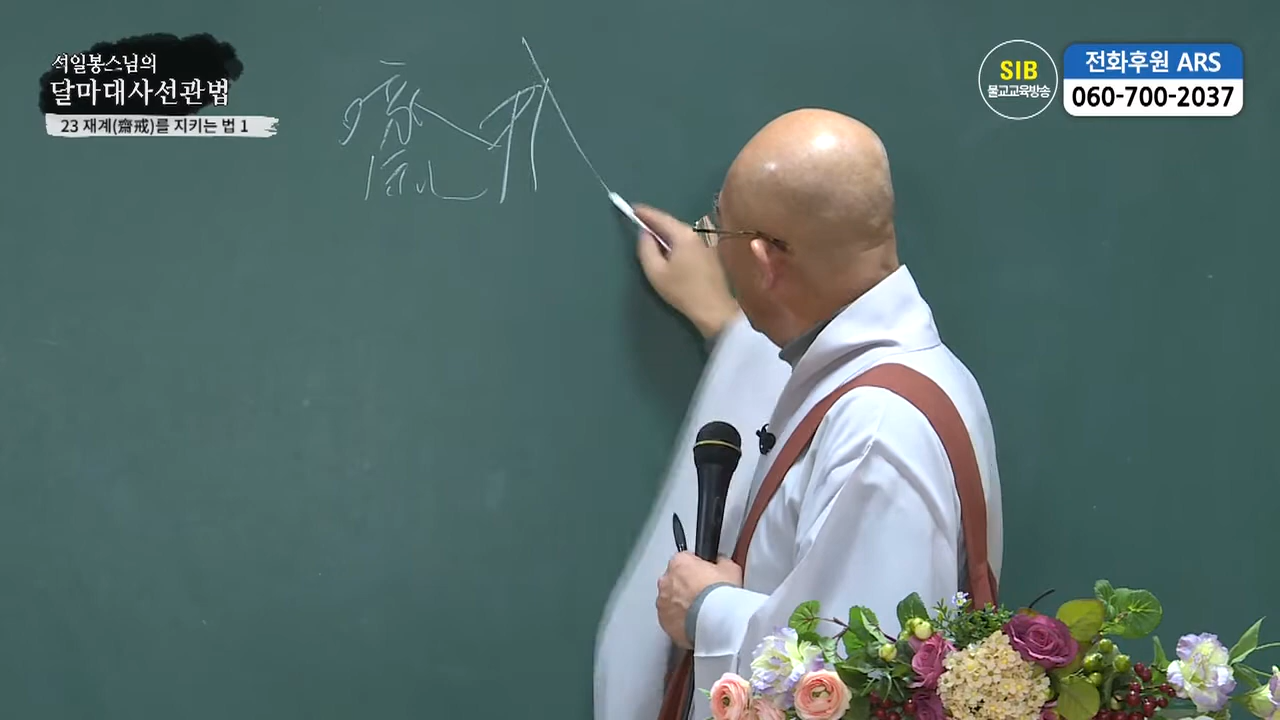 석일봉스님의
달마대사선관법
23 재계(齋戒)를 지키는 법 1
齋戒
SIB
불교교육방송
전화후원 ARS
060-700-2037